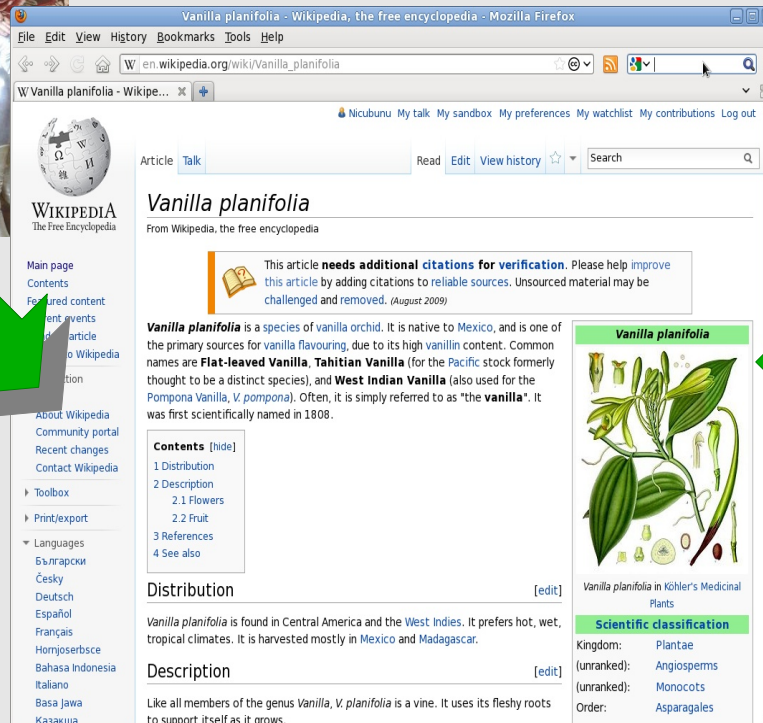 Vanilla planifolia - Wikipedia, the free encyclopedia - Mozilla Firefox
File Edit View History Bookmarks Tools Help
W en.wikipedia.org/wiki/Vanilla_planifolia
W Vanilla planifolia - Wikipe...
Nicubunu My talk My sandbox My preferences My watchlist My contributions Log out
Article Talk Read Edit View history Search
WIKIPEDIA
The Free Encyclopedia
Main page
Contents
Featured content
events
article
Wikipedia
About Wikipedia
Community portal
Recent changes
Contact Wikipedia
Toolbox
Print/export
Languages
Български
Česky
Deutsch
Español
Français
Hornjoserbsce
Bahasa Indonesia
Italiano
Basa Jawa
Қазақша
Vanilla planifolia
From Wikipedia, the free encyclopedia
This article needs additional citations for verification. Please help improve
this article by adding citations to reliable sources. Unsourced material may be
challenged and removed. (August 2009)
Vanilla planifolia is a species of vanilla orchid. It is native to Mexico, and is one of
the primary sources for vanilla flavouring, due to its high vanillin content. Common
names are Flat-leaved Vanilla, Tahitian Vanilla (for the Pacific stock formerly
thought to be a distinct species), and West Indian Vanilla (also used for the
Pompona Vanilla, V. pompona). Often, it is simply referred to as "the vanilla". It
was first scientifically named in 1808.
Contents [hide]
1 Distribution
2 Description
2.1 Flowers
2.2 Fruit
3 References
4 See also
Distribution [edit]
Vanilla planifolia is found in Central America and the West Indies. It prefers hot, wet,
tropical climates. It is harvested mostly in Mexico and Madagascar.
Description [edit]
Like all members of the genus Vanilla, V. planifolia is a vine. It uses its fleshy roots
to support itself as it grows.
Vanilla planifolia
Vanilla planifolia in Köhler's Medicinal
Plants
Scientific classification
Kingdom: Plantae
(unranked): Angiosperms
(unranked): Monocots
Order: Asparagales